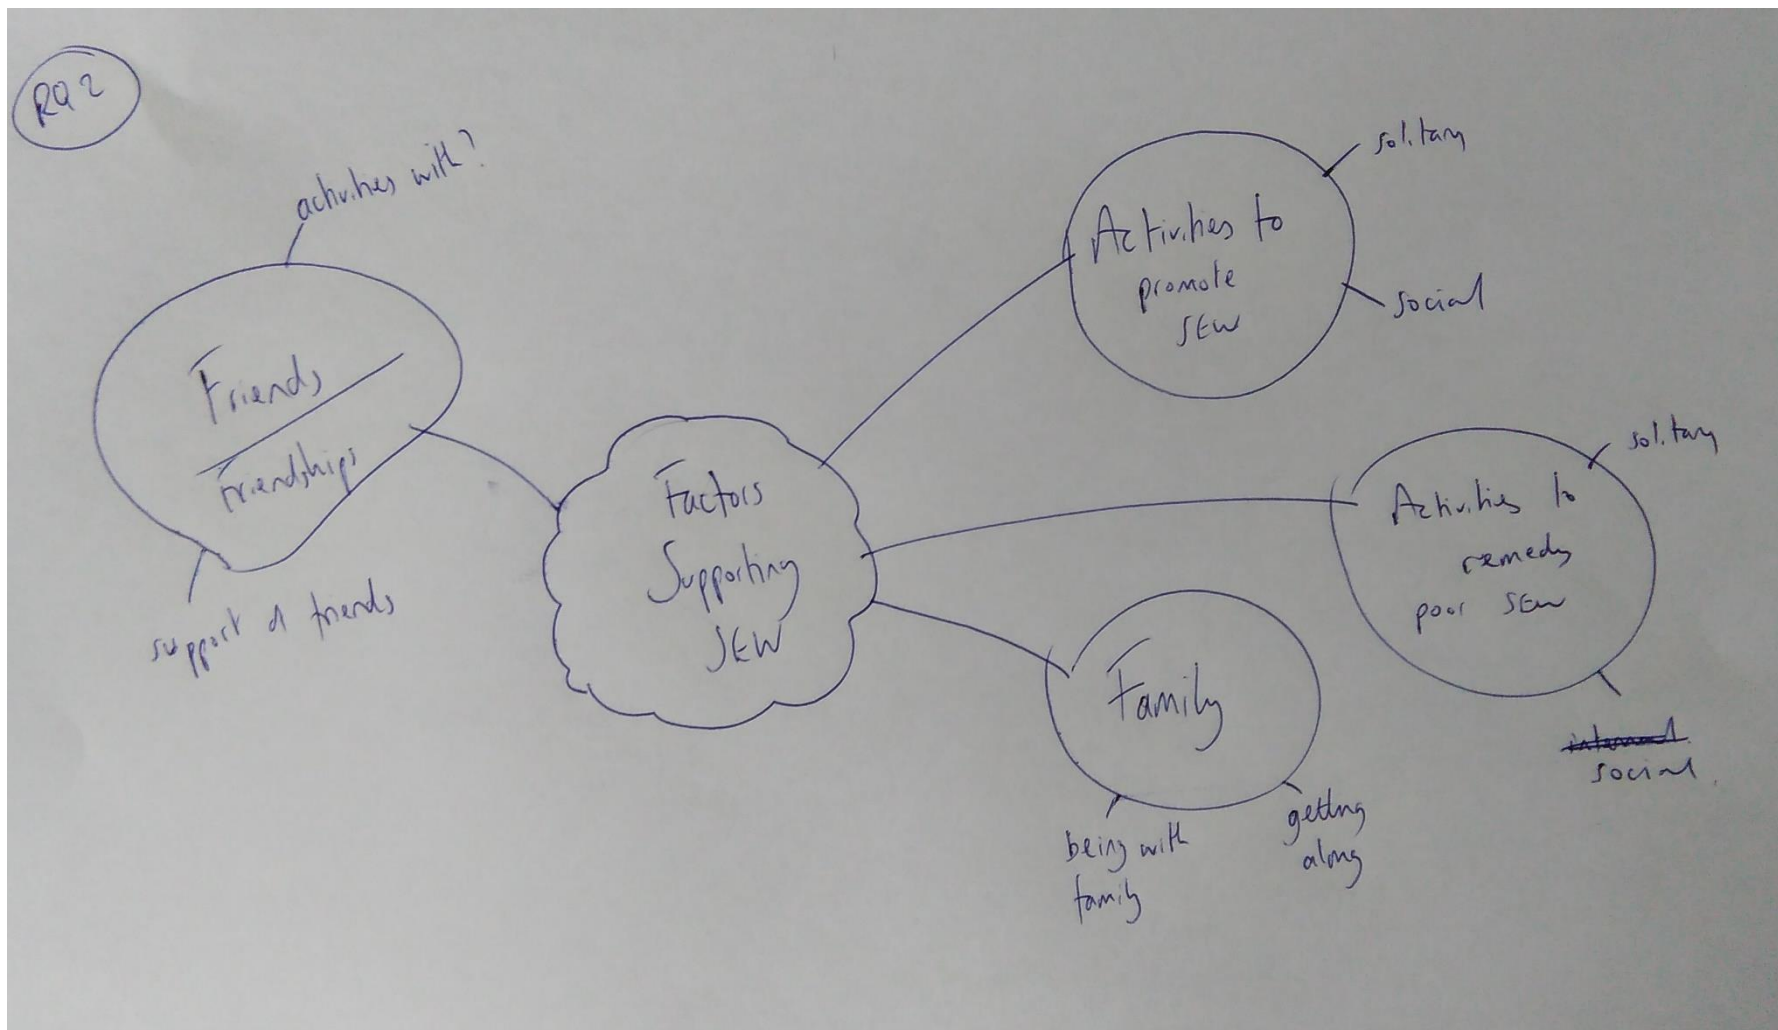 RQ2
activities with?
Friends
Friendships
support of friends
Factors
Supporting
SEW
Activities to
promote
SEW
solitary
social
Activities to
remedy
poor SEW
solitary
social
Family
being with
family
getting
along